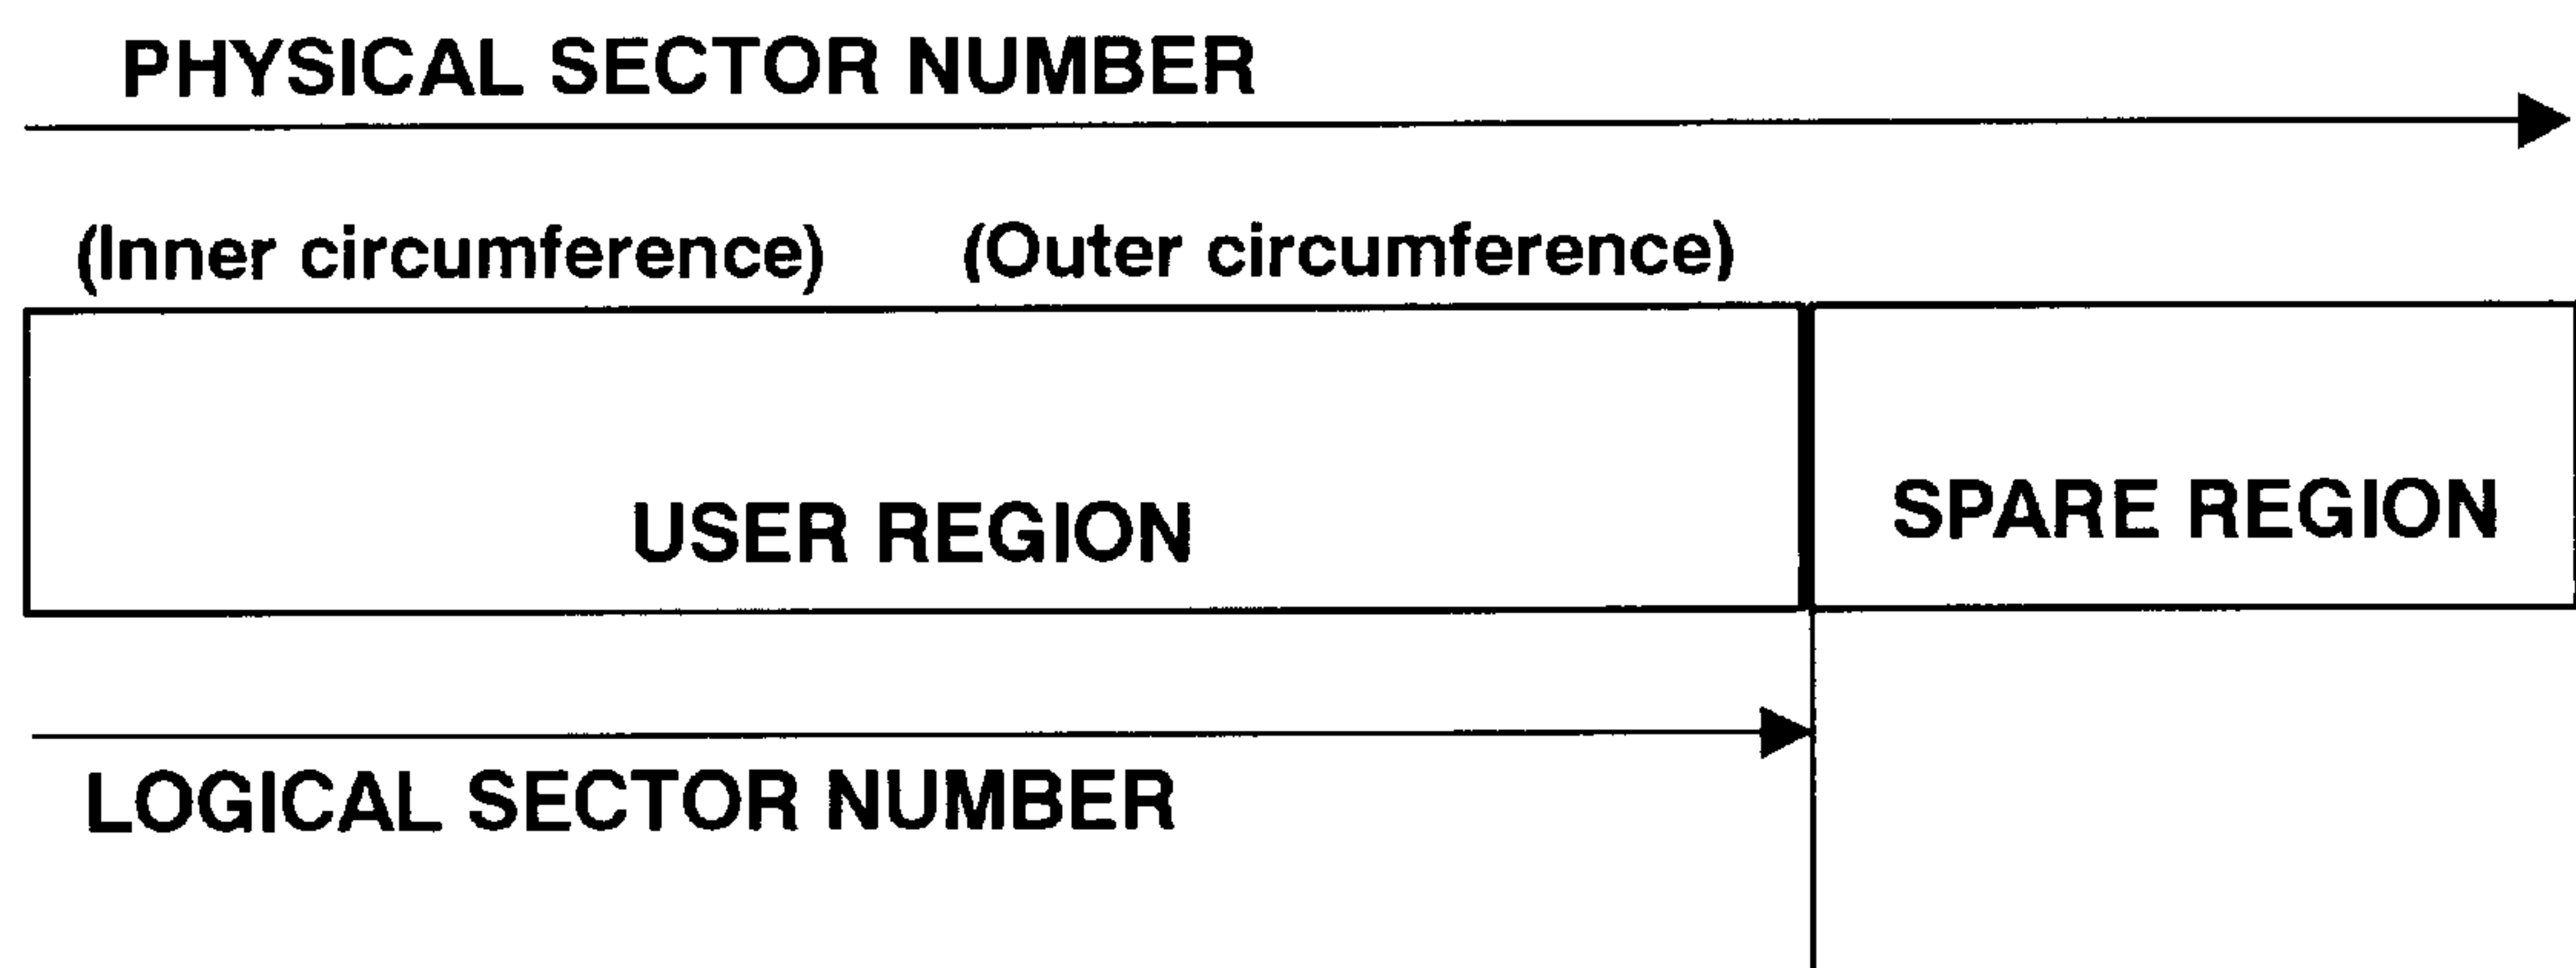 PHYSICAL SECTOR NUMBER
(Inner circumference) (Outer circumference)
USER REGION SPARE REGION
LOGICAL SECTOR NUMBER